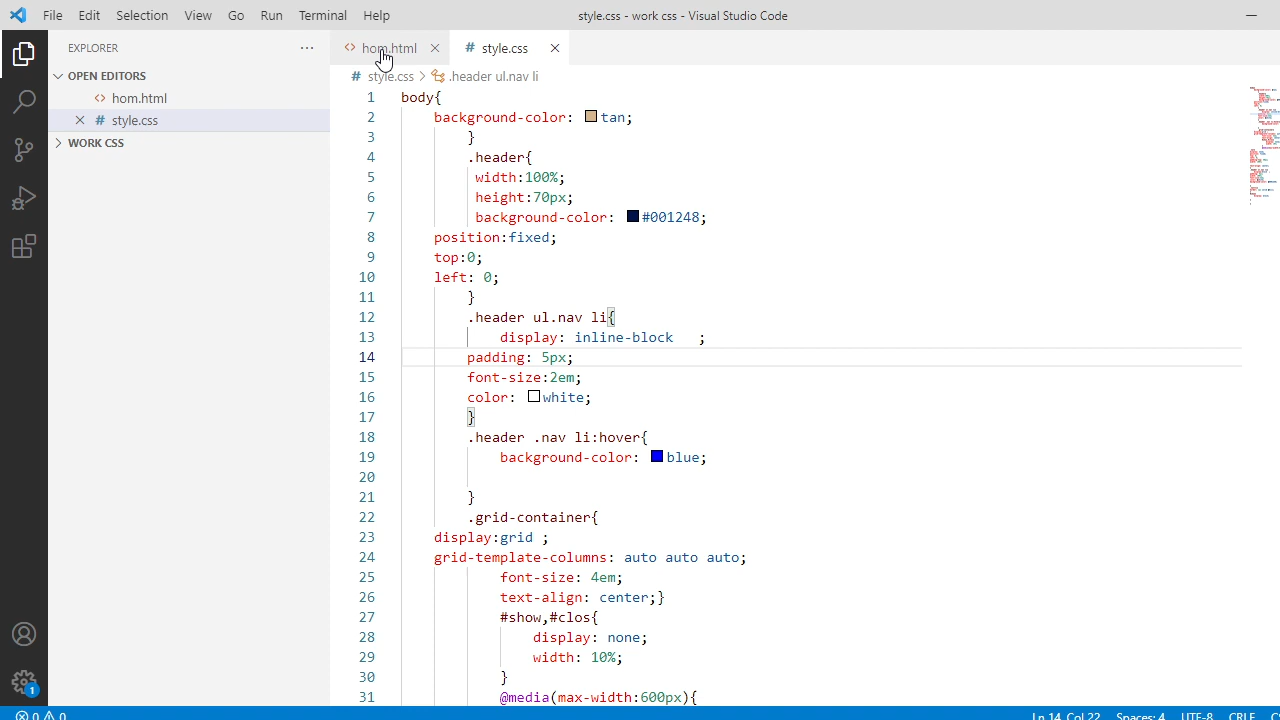 File Edit Selection View Go Run Terminal Help style.css - work css - Visual Studio Code
EXPLORER
OPEN EDITORS
hom.html
style.css
WORK CSS
1
hom.html
# style.css
# style.css > .header ul.nav li
1 body{
2 background-color: tan;
3 }
4 .header{
5 width:100%;
6 height:70px;
7 background-color: #001248;
8 position:fixed;
9 top:0;
10 left: 0;
11 }
12 .header ul.nav li{
13 display: inline-block ;
14 padding: 5px;
15 font-size:2em;
16 color: white;
17 }
18 .header .nav li:hover{
19 background-color: blue;
20
21 }
22 .grid-container{
23 display:grid ;
24 grid-template-columns: auto auto auto;
25 font-size: 4em;
26 text-align: center;}
27 #show,#clos{
28 display: none;
29 width: 10%;
30 }
31 @media(max-width:600px){
0 0 Ln 14, Col 22 Spaces: 4 UTF-8 CRLF